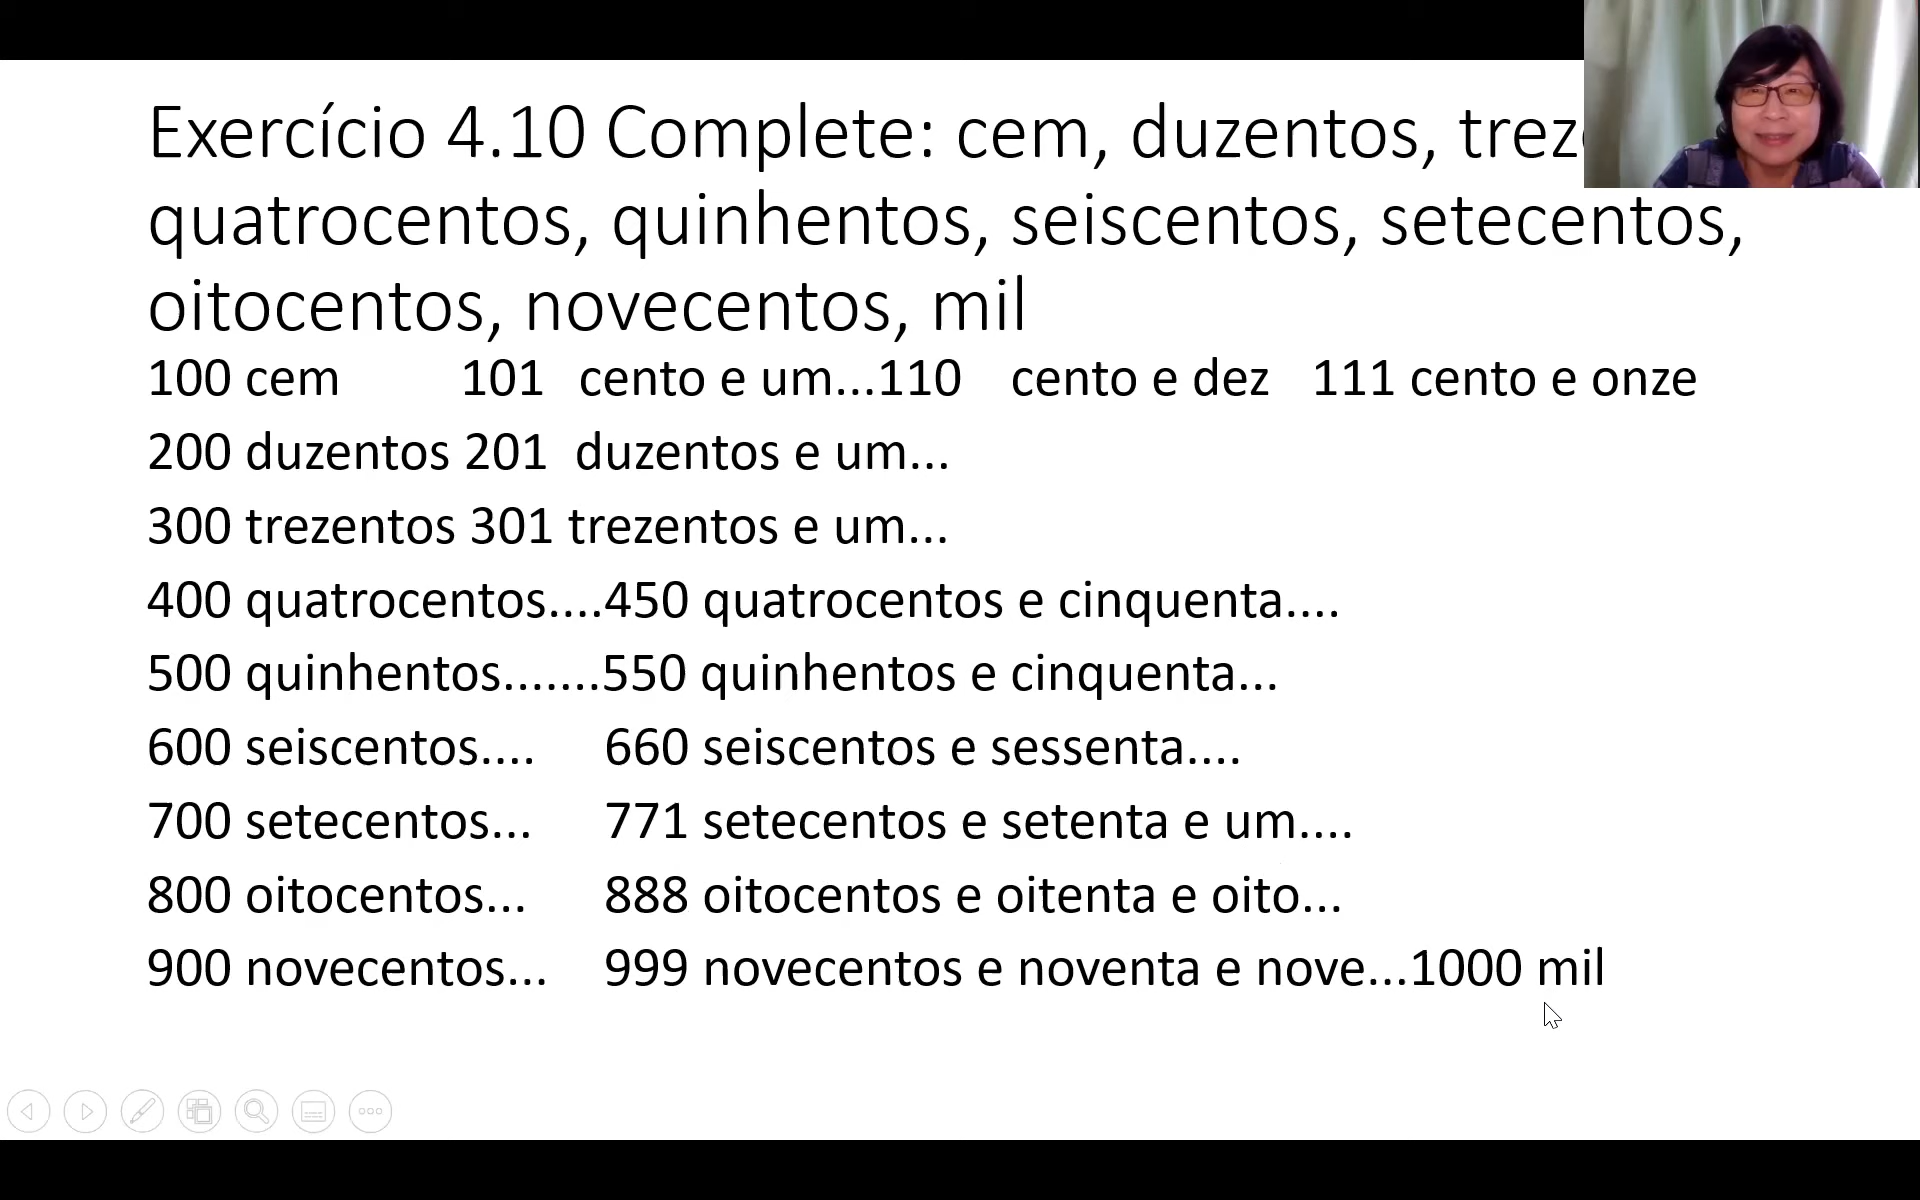 Exercício 4.10 Complete: cem, duzentos,
quatrocentos, quinhentos, seiscentos, setecentos,
oitocentos, novecentos, mil
100 cem 101 cento e um...110 cento e dez 111 cento e onze
200 duzentos 201 duzentos e um...
300 trezentos 301 trezentos e um...
400 quatrocentos....450 quatrocentos e cinquenta....
500 quinhentos.......550 quinhentos e cinquenta...
600 seiscentos.... 660 seiscentos e sessenta....
700 setecentos... 771 setecentos e setenta e um....
800 oitocentos... 888 oitocentos e oitenta e oito...
900 novecentos... 999 novecentos e noventa e nove...1000 mil